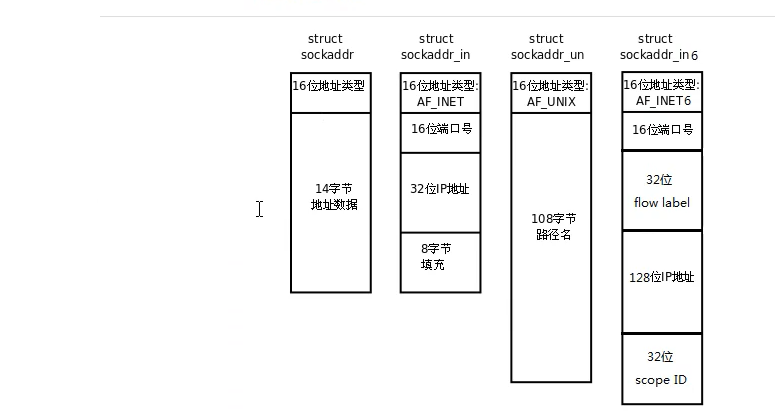 struct
sockaddr
16位地址类型
14字节
地址数据
struct
sockaddr_in
16位地址类型:
AF_INET
16位端口号
32位IP地址
8字节
填充
struct
sockaddr_un
16位地址类型:
AF_UNIX
108字节
路径名
struct
sockaddr_in6
16位地址类型:
AF_INET6
16位端口号
32位
flow label
128位IP地址
32位
scope ID